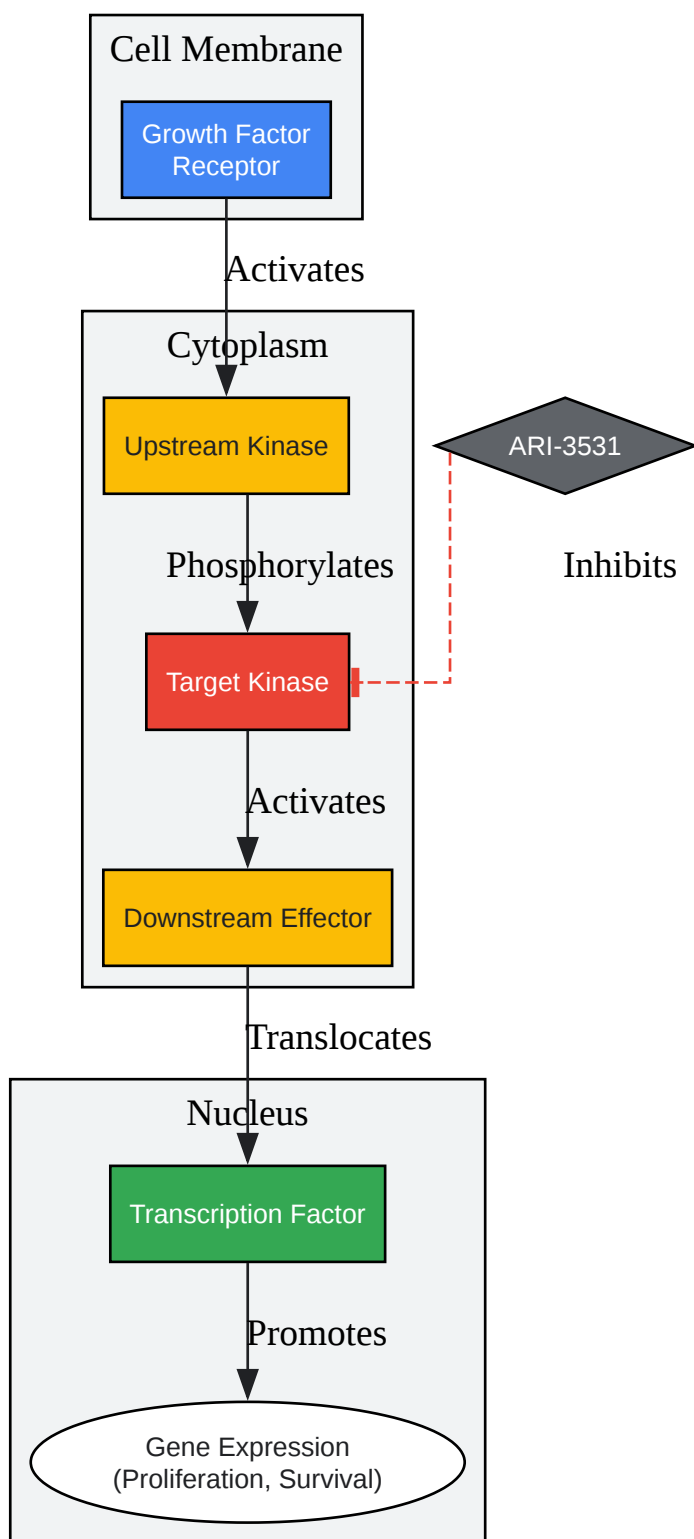 Cell Membrane
Growth Factor
Receptor
Activates
Cytoplasm
Upstream Kinase
ARI-3531
Phosphorylates
Inhibits
Target Kinase
Activates
Downstream Effector
Translocates
Nucleus
Transcription Factor
Promotes
Gene Expression
(Proliferation, Survival)